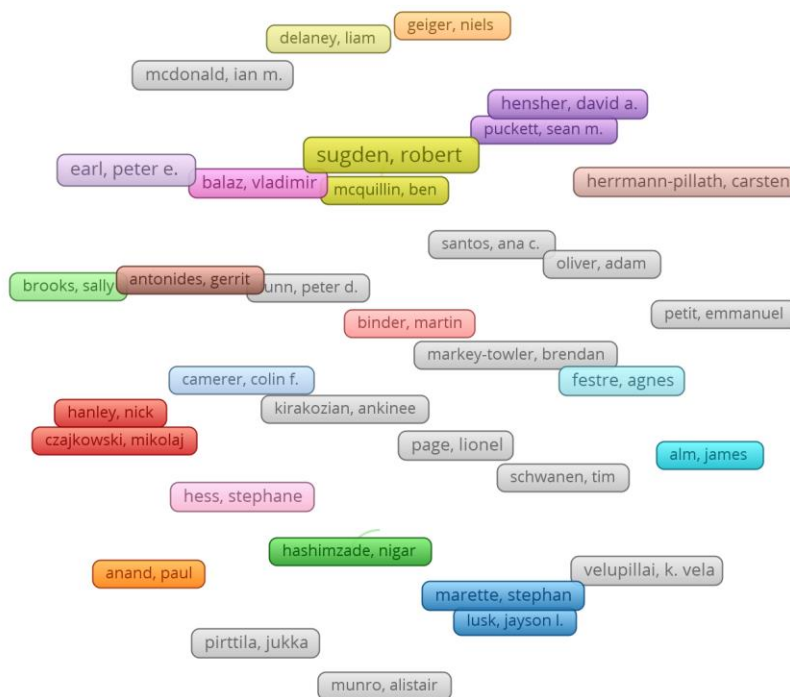 geiger, niels
delaney, liam
mcdonald, ian m.
hensher, david a.
puckett, sean m.
sugden, robert
earl, peter e.
balaz, vladimir
mcquillin, ben
herrmann-pillath, carsten
santos, ana c.
oliver, adam
brooks, sally
antonides, gerrit
unn, peter d.
petit, emmanuel
binder, martin
markey-towler, brendan
camerer, colin f.
festre, agnes
kirakozian, ankinee
hanley, nick
czajkowski, mikolaj
page, lionel
alm, james
schwanen, tim
hess, stephane
hashimzade, nigar
anand, paul
velupillai, k. vela
marette, stephan
lusk, jayson l.
pirttila, jukka
munro, alistair